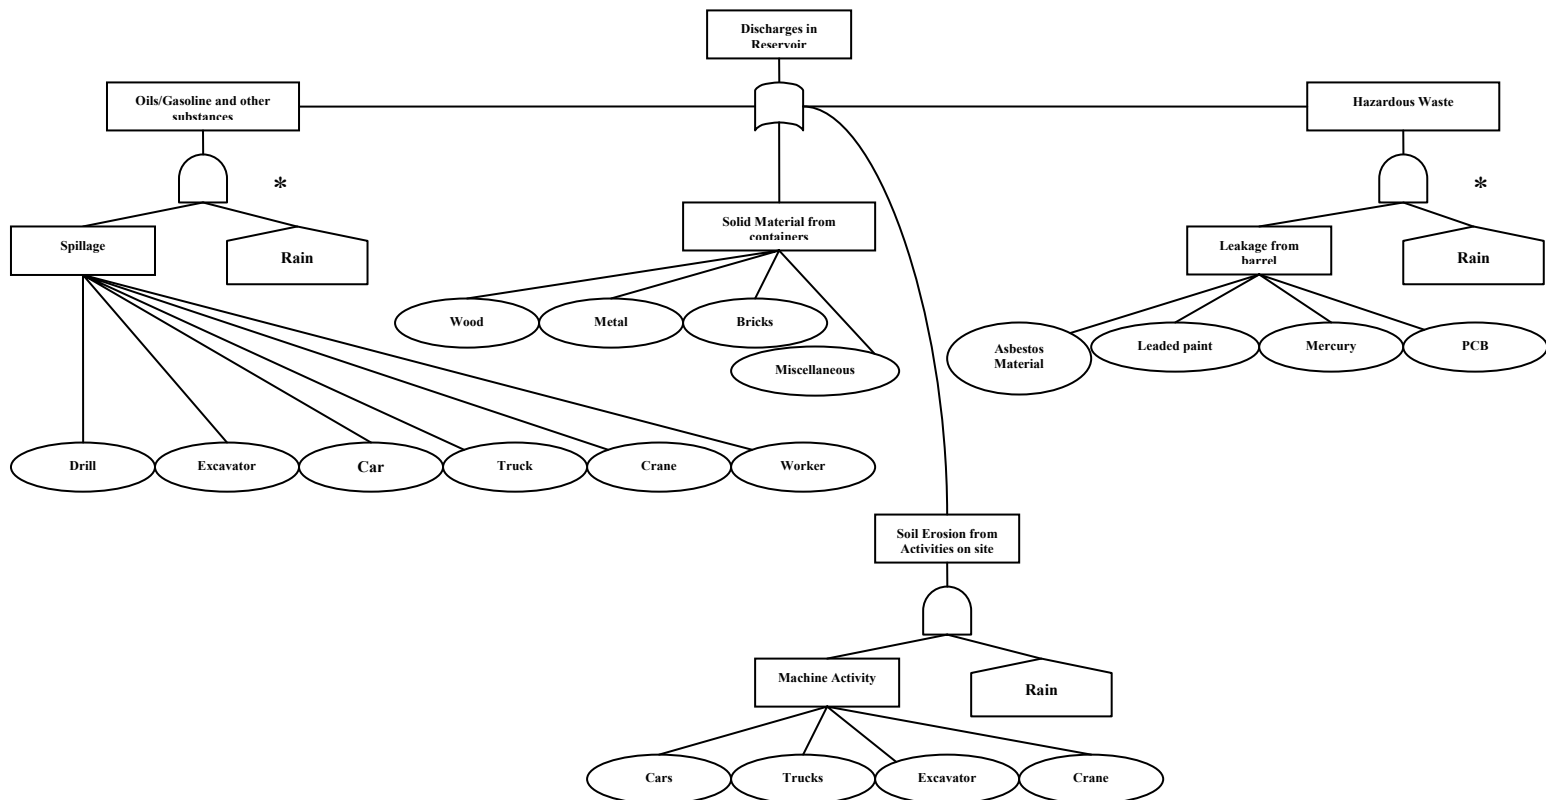 Discharges in
Reservoir
Oils/Gasoline and other
substances
Hazardous Waste
*
*
Spillage
Rain
Solid Material from
containers
Leakage from
barrel
Rain
Wood
Metal
Bricks
Miscellaneous
Asbestos
Material
Leaded paint
Mercury
PCB
Drill
Excavator
Car
Truck
Crane
Worker
Soil Erosion from
Activities on site
Machine Activity
Rain
Cars
Trucks
Excavator
Crane